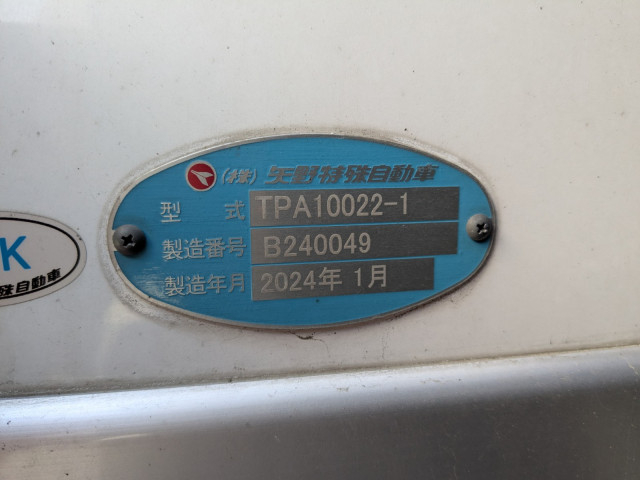 (株) 矢野特殊自動車
型 式 TPA10022-1
製造番号 B240049
製造年月 2024年 1月
K
殊自動車